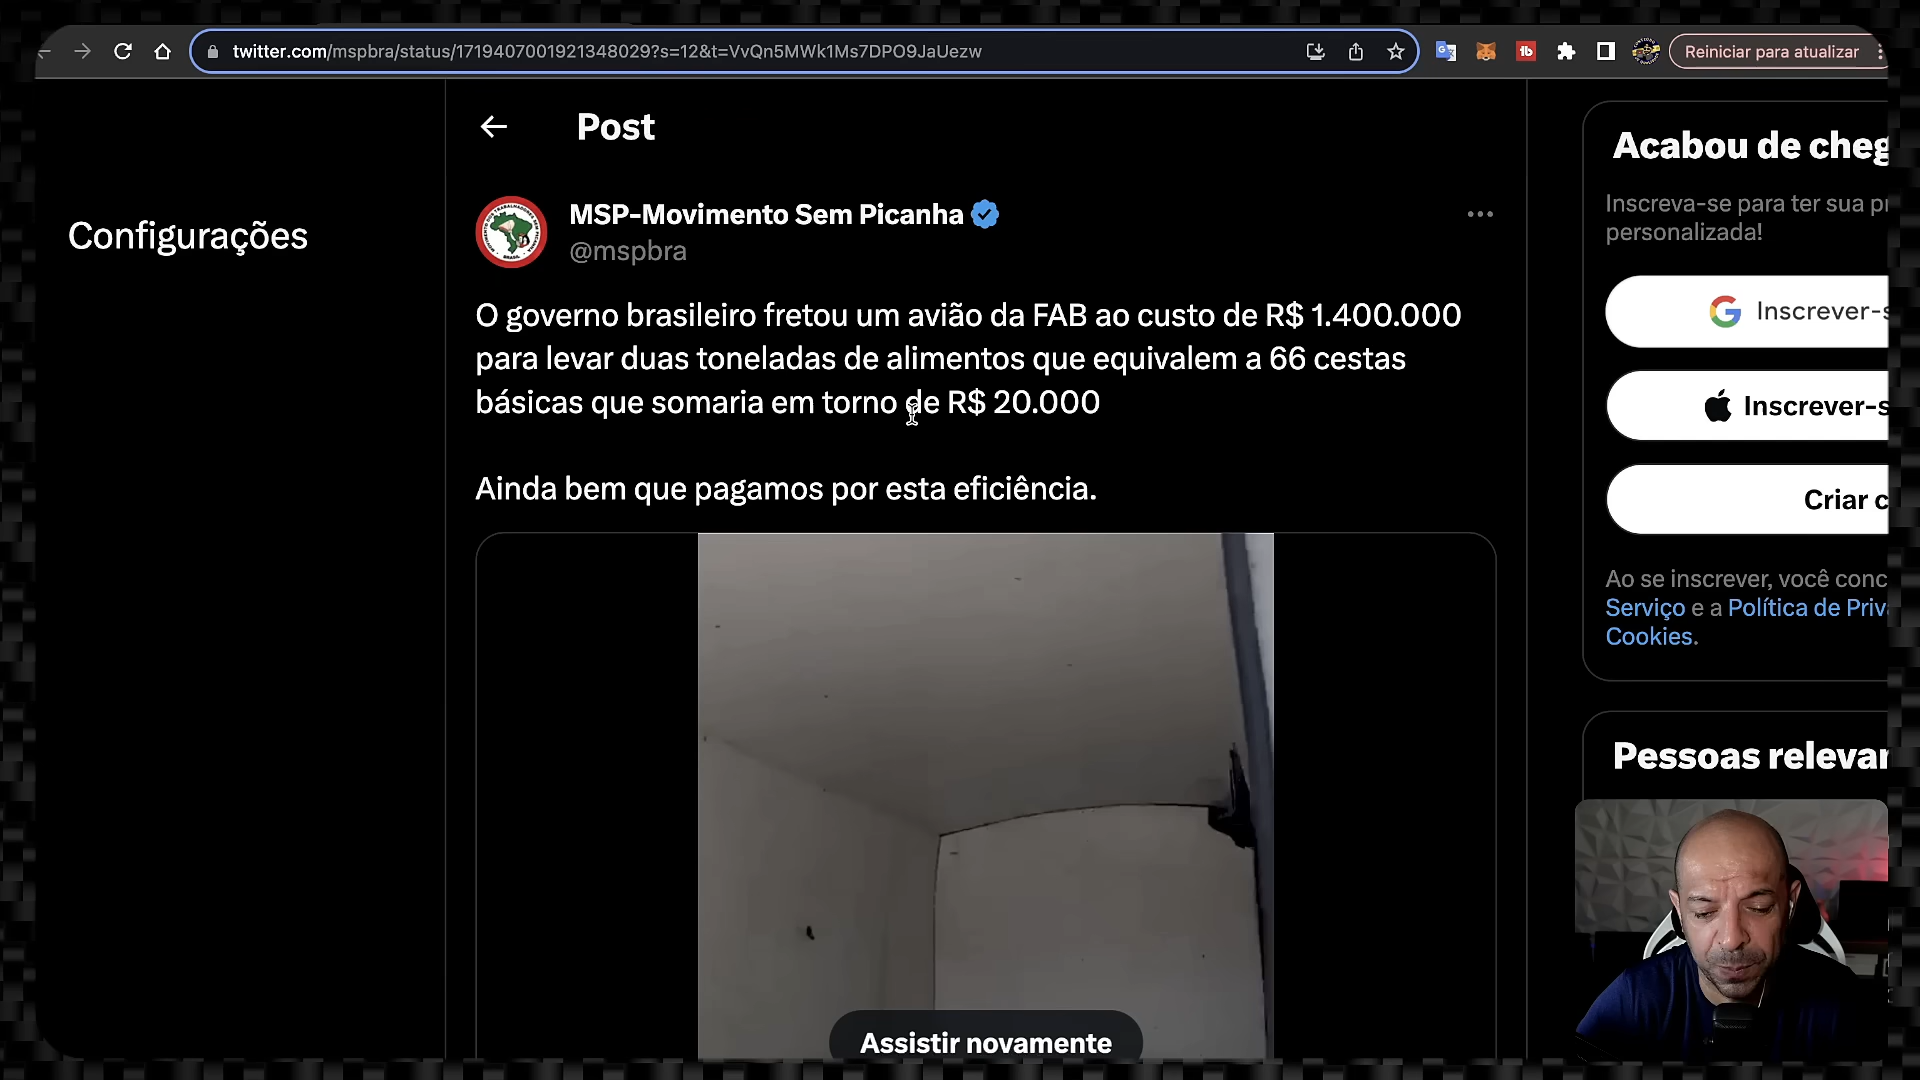 twitter.com/mspbra/status/1719407001921348029?s=12&t=VvQn5MWk1Ms7DPO9JaUezw
Reiniciar para atualizar
Configurações
Post
MSP-Movimento Sem Picanha
@mspbra
O governo brasileiro fretou um avião da FAB ao custo de R$ 1.400.000
para levar duas toneladas de alimentos que equivalem a 66 cestas
básicas que somaria em torno de R$ 20.000
Ainda bem que pagamos por esta eficiência.
Assistir novamente
Acabou de cheg
Inscreva-se para ter sua pr
personalizada!
Inscrever-s
Inscrever-s
Criar c
Ao se inscrever, você conc
Serviço e a Política de Priva
Cookies.
Pessoas relevan